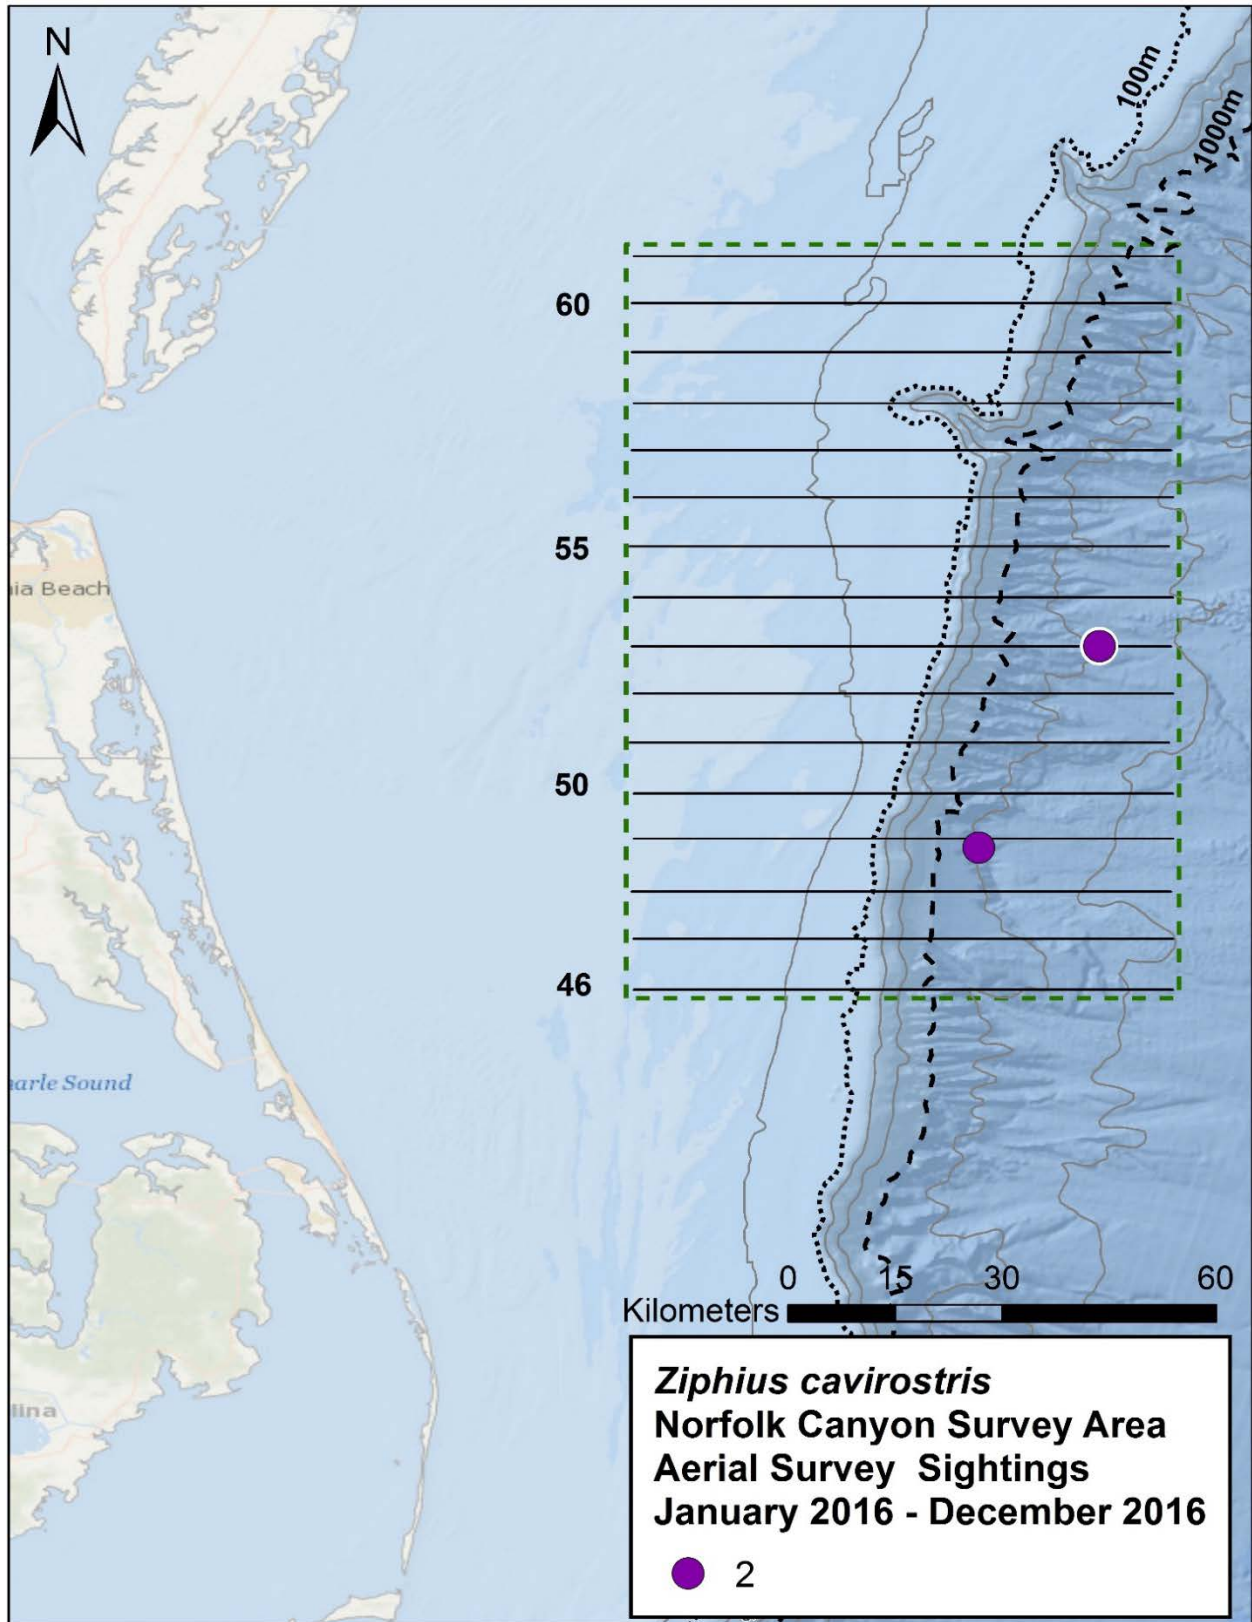 N
100m
1000m
60
55
nia Beach
50
46
arle Sound
0 15 30 60
Kilometers
lina
Ziphius cavirostris
Norfolk Canyon Survey Area
Aerial Survey Sightings
January 2016 - December 2016
2